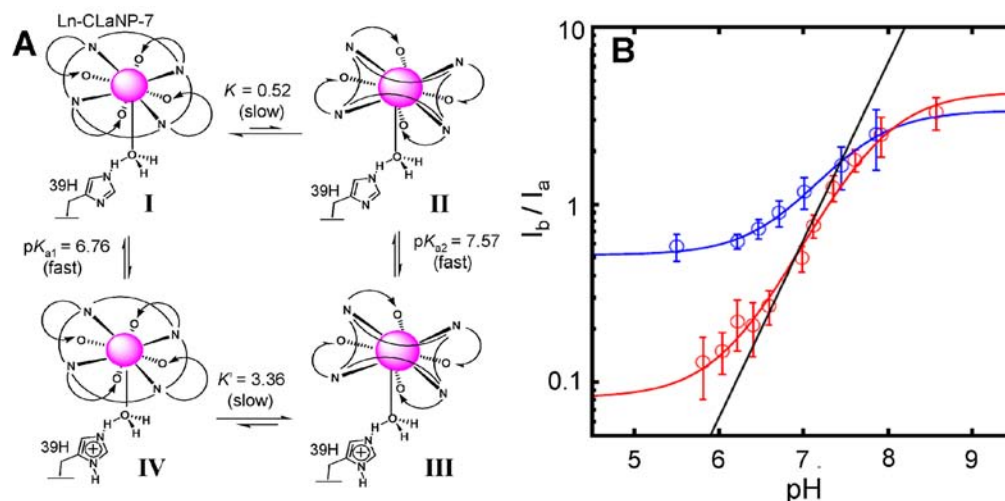 A
Ln-CLaNP-7
N
O
N
O
O
N
O
N
O
H
H
H
39H
N
N
I
K = 0.52
(slow)
O
N
O
N
N
O
O
N
O
H
H
H
39H
N
N
II
pKa1 = 6.76
(fast)
pKa2 = 7.57
(fast)
N
O
N
O
O
N
O
N
O
H
H
H
39H
N
N
H
IV
K' = 3.36
(slow)
O
N
O
N
N
O
O
N
O
H
H
H
39H
N
N
H
III
B
10
1
0.1
Ib / Ia
5 6 7 8 9
pH